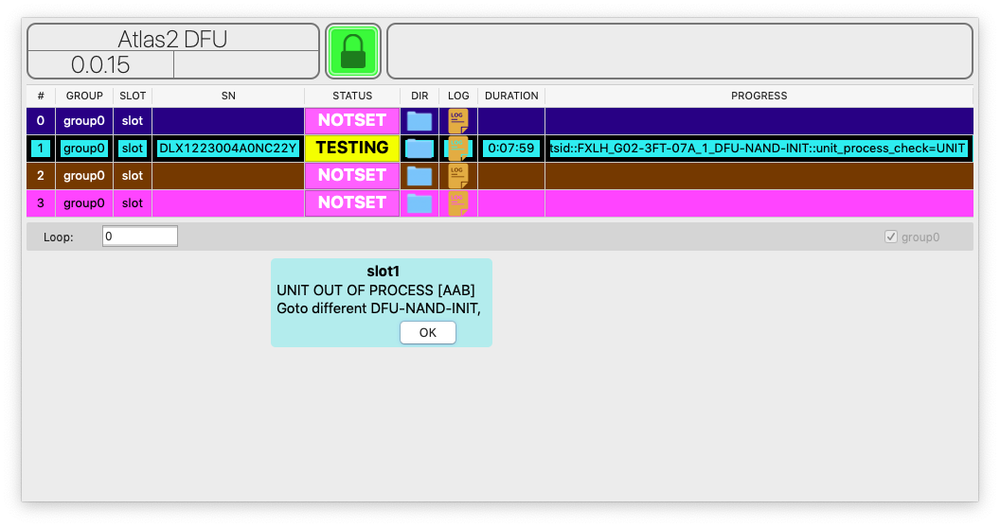 Atlas2 DFU
0.0.15
# GROUP SLOT SN STATUS DIR LOG DURATION PROGRESS
0 group0 slot NOTSET LOG
1 group0 slot DLX1223004A0NC22Y TESTING LOG 0:07:59 tsid::FXLH_G02-3FT-07A_1_DFU-NAND-INIT::unit_process_check=UNIT
2 group0 slot NOTSET LOG
3 group0 slot NOTSET LOG
Loop: 0 group0
slot1
UNIT OUT OF PROCESS [AAB]
Goto different DFU-NAND-INIT,
OK